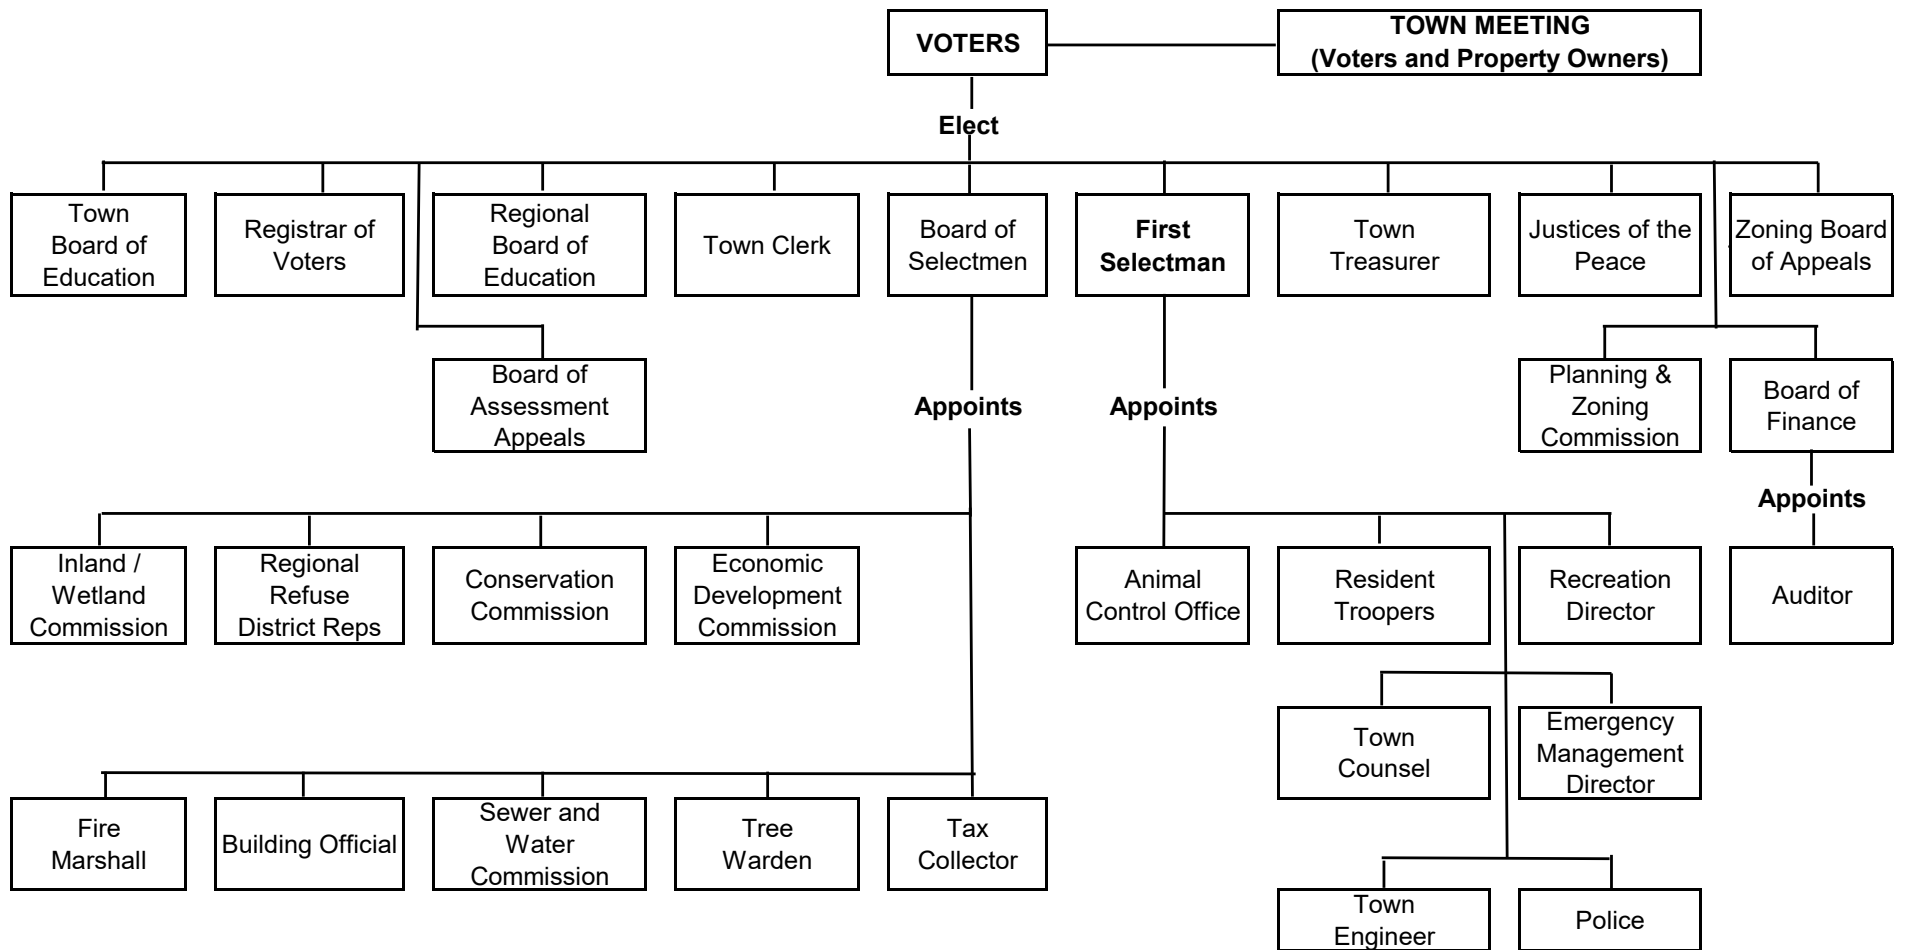 VOTERS
TOWN MEETING
(Voters and Property Owners)
Elect
Town
Board of
Education
Registrar of
Voters
Regional
Board of
Education
Town Clerk
Board of
Selectmen
First
Selectman
Town
Treasurer
Justices of the
Peace
Zoning Board
of Appeals
Board of
Assessment
Appeals
Appoints
Appoints
Planning &
Zoning
Commission
Board of
Finance
Appoints
Inland /
Wetland
Commission
Regional
Refuse
District Reps
Conservation
Commission
Economic
Development
Commission
Animal
Control Office
Resident
Troopers
Recreation
Director
Auditor
Town
Counsel
Emergency
Management
Director
Fire
Marshall
Building Official
Sewer and
Water
Commission
Tree
Warden
Tax
Collector
Town
Engineer
Police